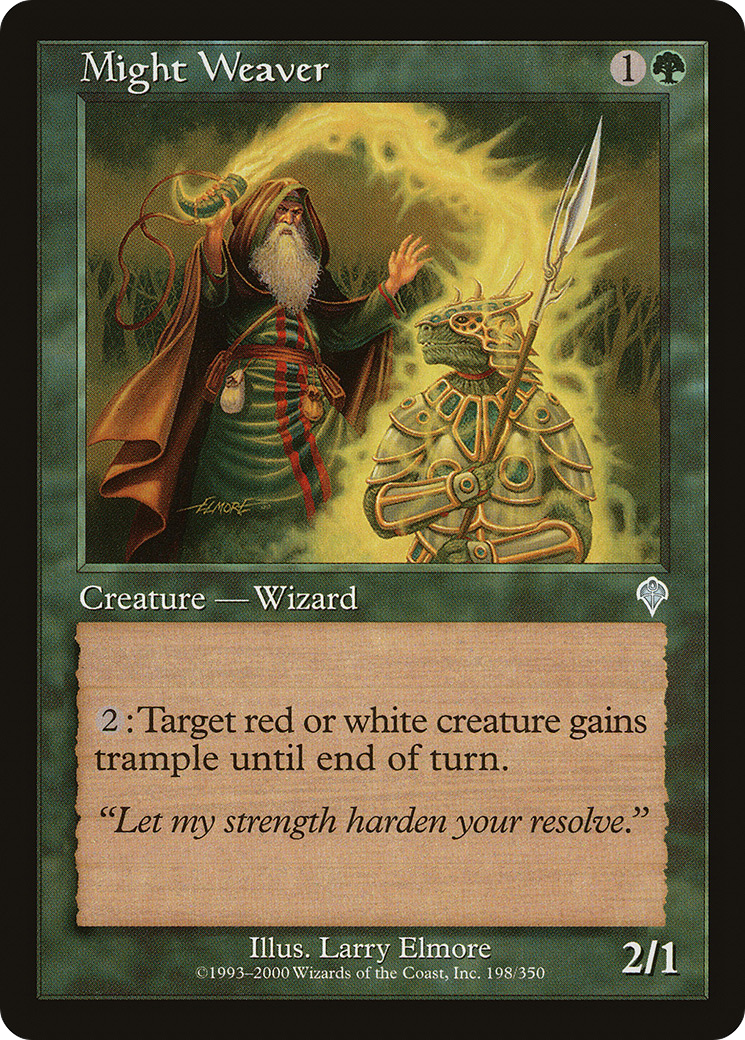 Might Weaver 1
ELMORE
Creature — Wizard
2 : Target red or white creature gains
trample until end of turn.
“Let my strength harden your resolve.”
Illus. Larry Elmore
©1993–2000 Wizards of the Coast, Inc. 198/350
2/1